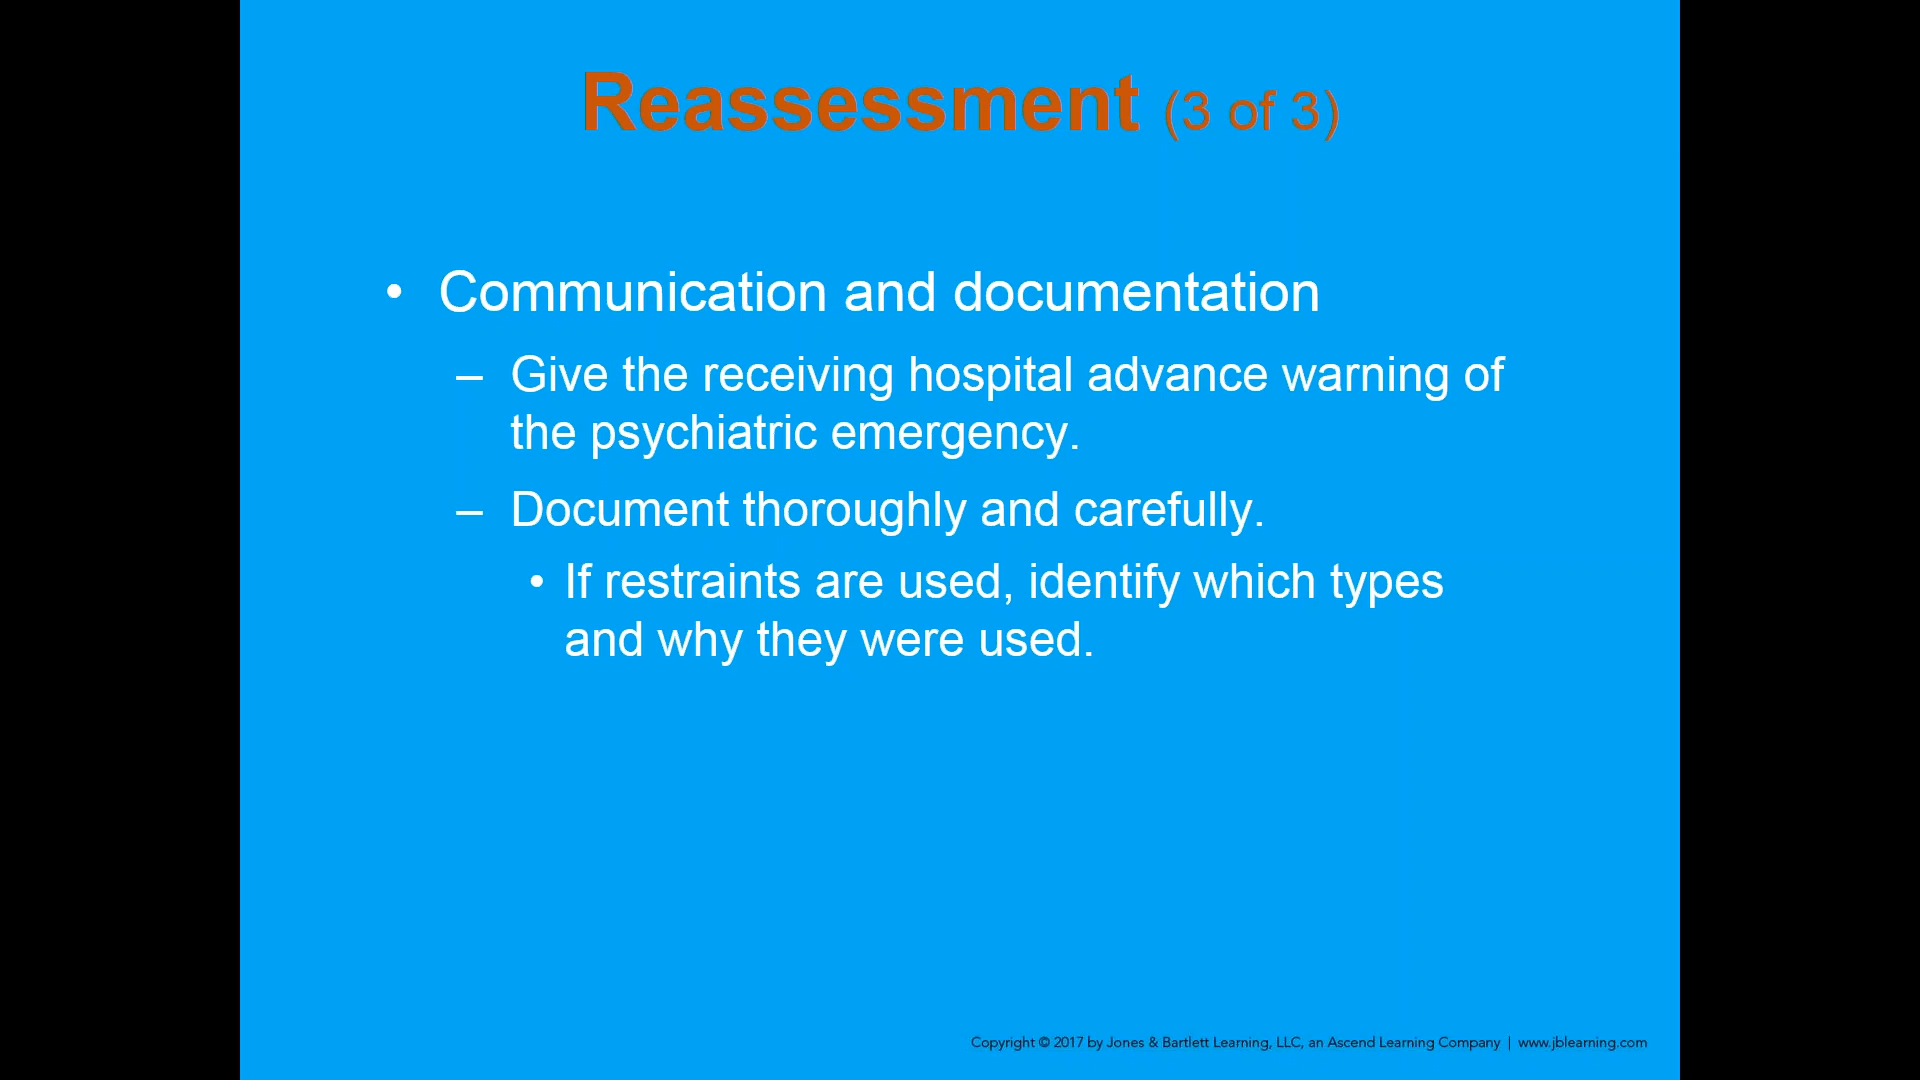 Reassessment (3 of 3)
• Communication and documentation
– Give the receiving hospital advance warning of
the psychiatric emergency.
– Document thoroughly and carefully.
• If restraints are used, identify which types
and why they were used.
Copyright © 2017 by Jones & Bartlett Learning, LLC, an Ascend Learning Company | www.jblearning.com